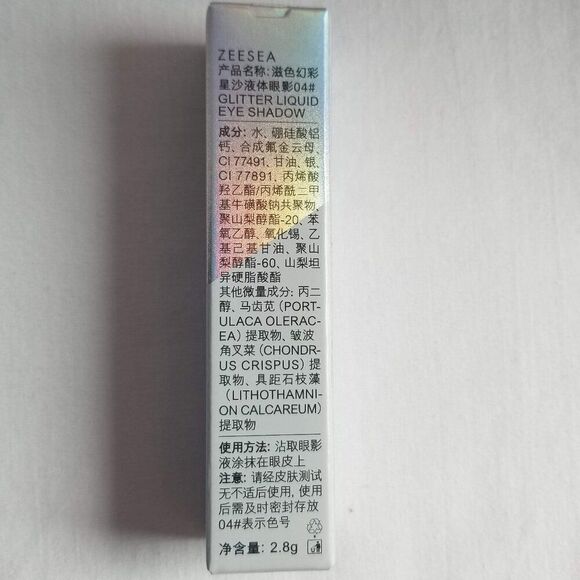 ZEESEA
产品名称:滋色幻彩
星沙液体眼影04#
GLITTER LIQUID
EYE SHADOW
成分: 水、硼硅酸铝
钙、合成氟金云母、
CI 77491、甘油、银、
CI 77891、丙烯酸
羟乙酯/丙烯酰二甲
基牛磺酸钠共聚物、
聚山梨醇酯-20、苯
氧乙醇、氧化锡、乙
基己基甘油、聚山
梨醇酯-60、山梨坦
异硬脂酸酯
其他微量成分: 丙二
醇、马齿苋(PORT-
ULACA OLERAC-
EA)提取物、皱波
角叉菜(CHONDR-
US CRISPUS)提
取物、具距石枝藻
(LITHOTHAMNI-
ON CALCAREUM)
提取物
使用方法: 沾取眼影
液涂抹在眼皮上
注意: 请经皮肤测试
无不适后使用, 使用
后需及时密封存放
04#表示色号
净含量: 2.8g